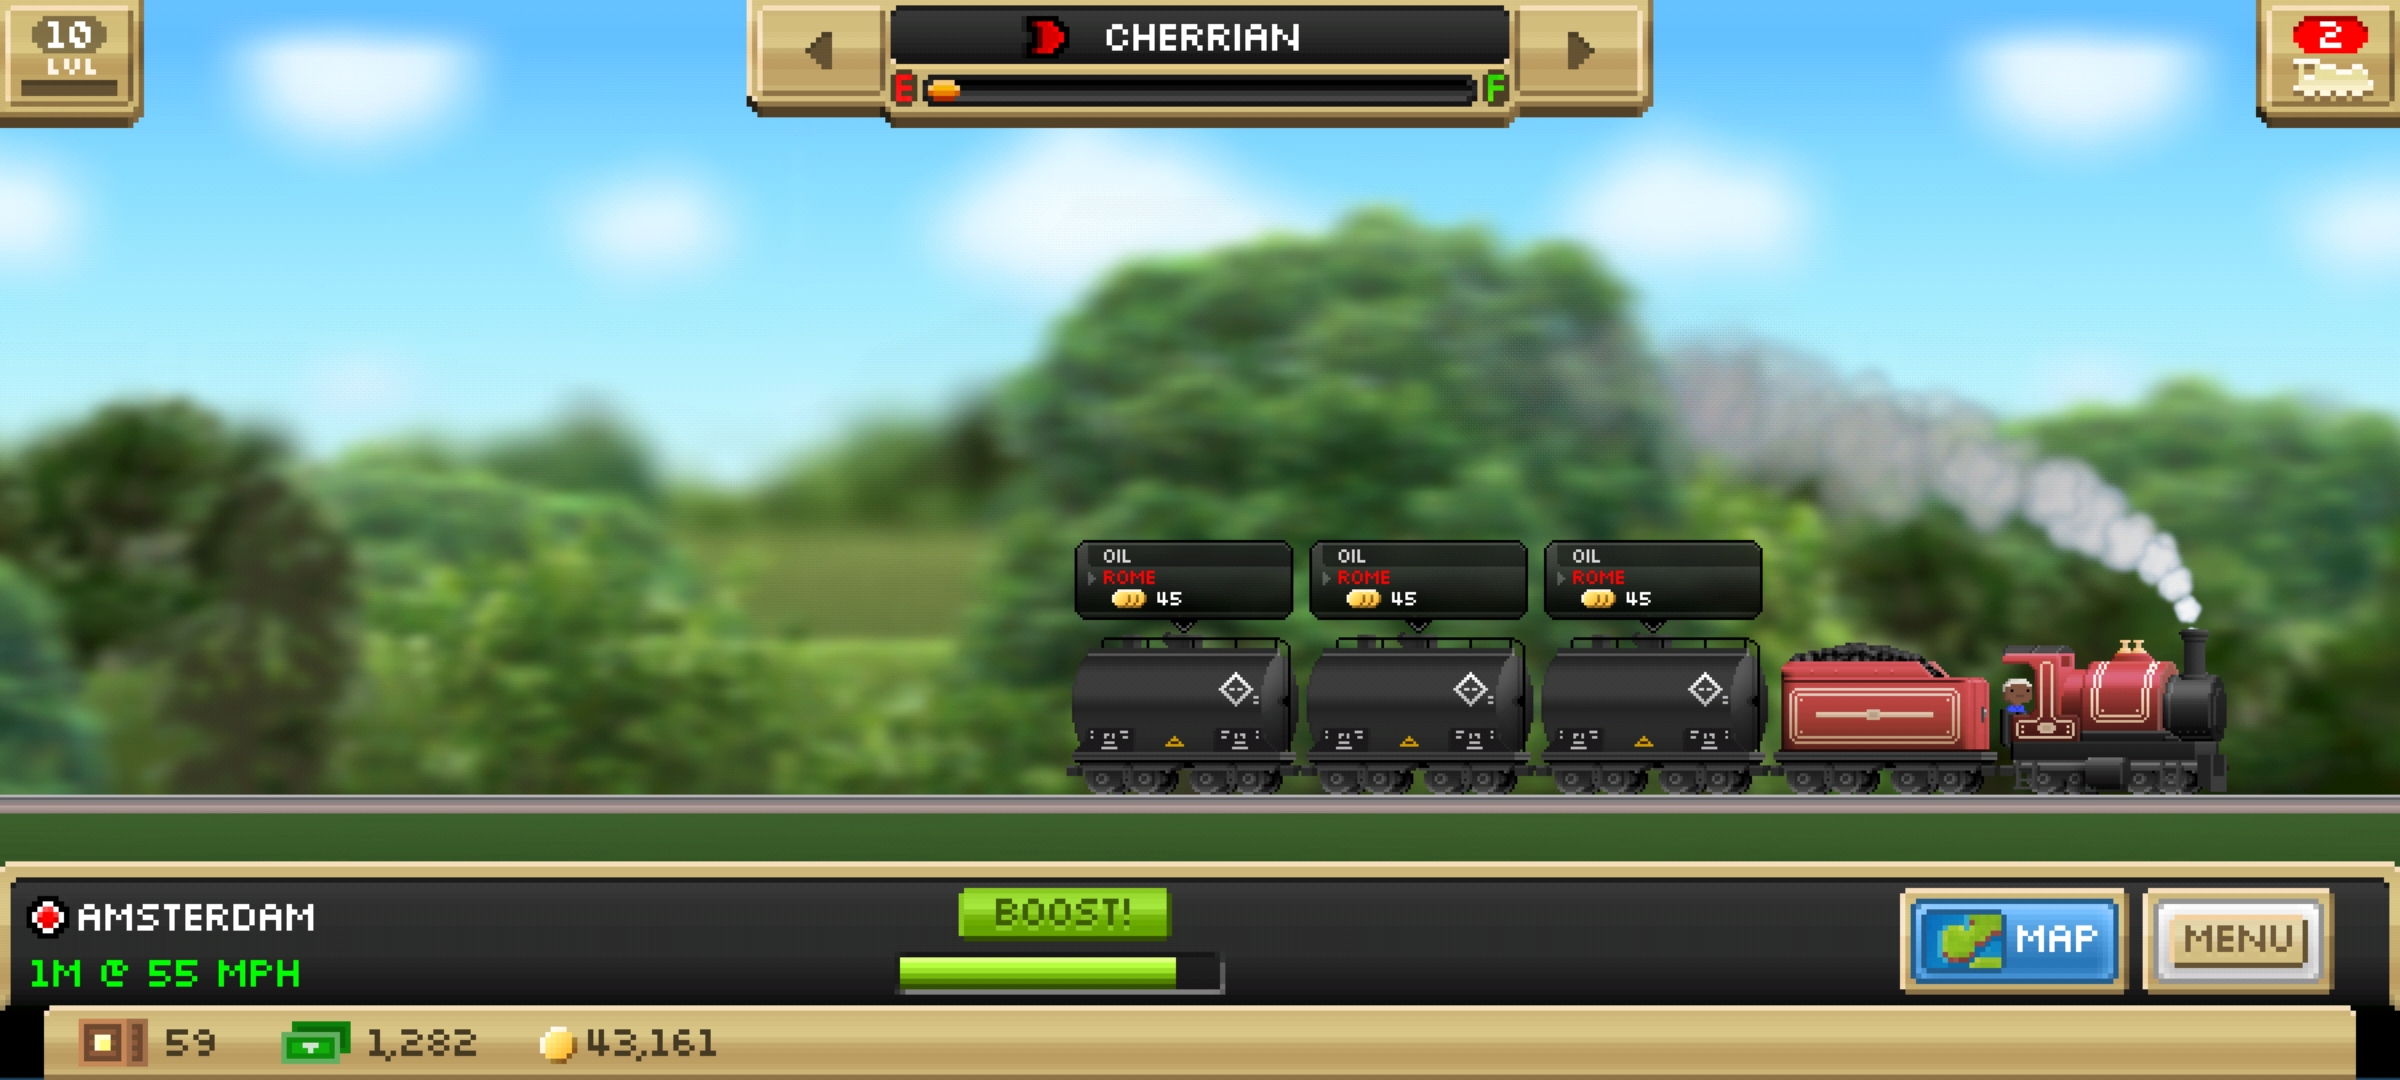 10
LVL
CHERRIAN
E F
2
OIL
ROME
45
OIL
ROME
45
OIL
ROME
45
AMSTERDAM
1M @ 55 MPH
BOOST!
MAP
MENU
59
1,282
43,161